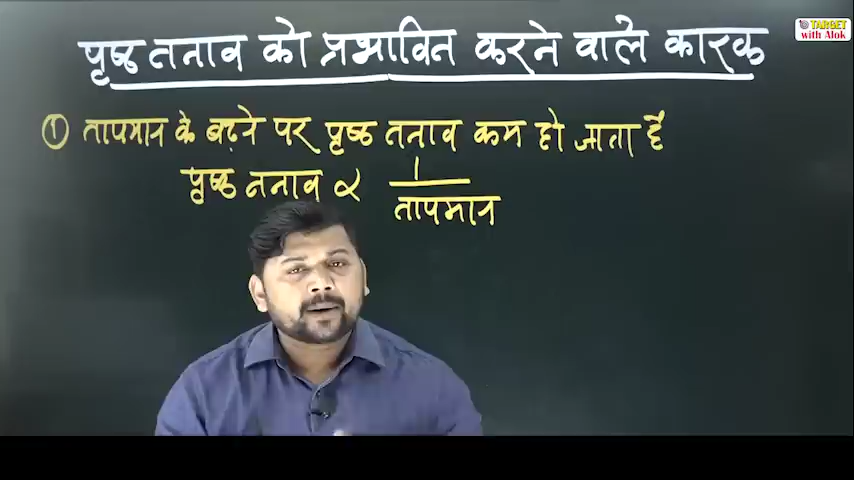 TARGET
with Alok
पृष्ठ तनाव को प्रभावित करने वाले कारक
① तापमान के बढ़ने पर पृष्ठ तनाव कम हो जाता है
पृष्ठ तनाव ∝ 1/तापमान